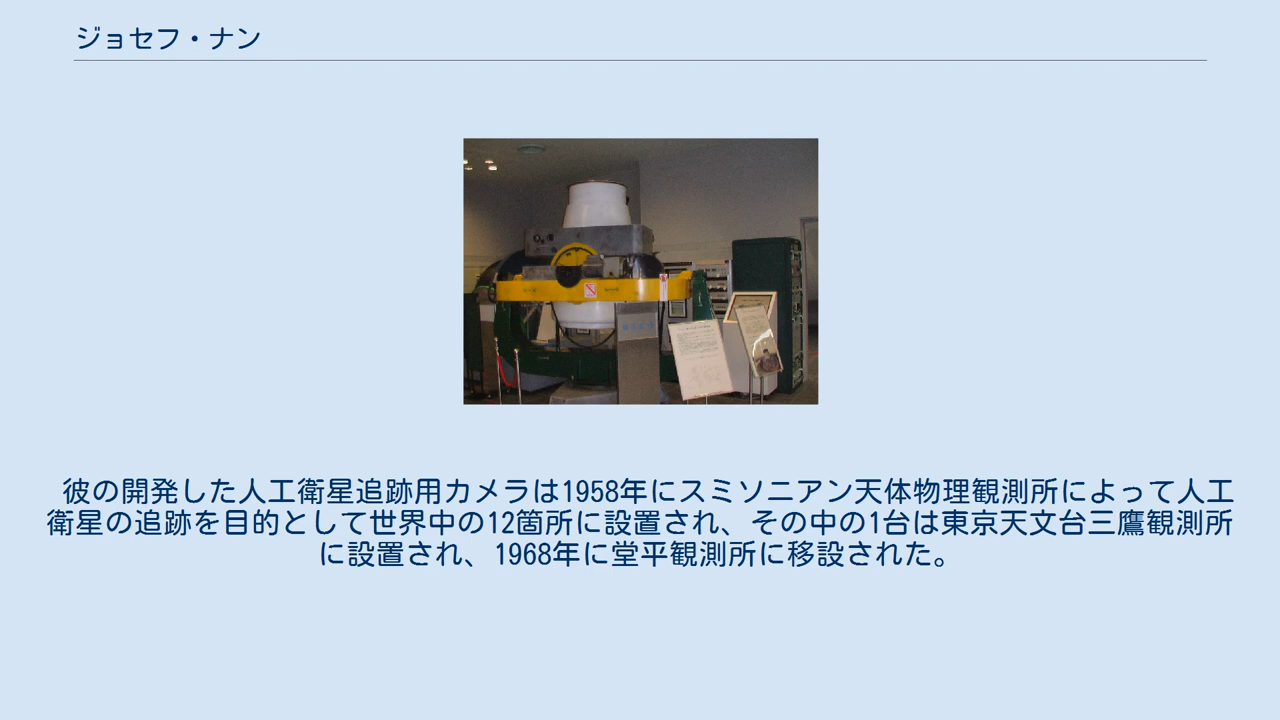 ジョセフ・ナン
彼の開発した人工衛星追跡用カメラは1958年にスミソニアン天体物理観測所によって人工
衛星の追跡を目的として世界中の12箇所に設置され、その中の1台は東京天文台三鷹観測所
に設置され、1968年に堂平観測所に移設された。